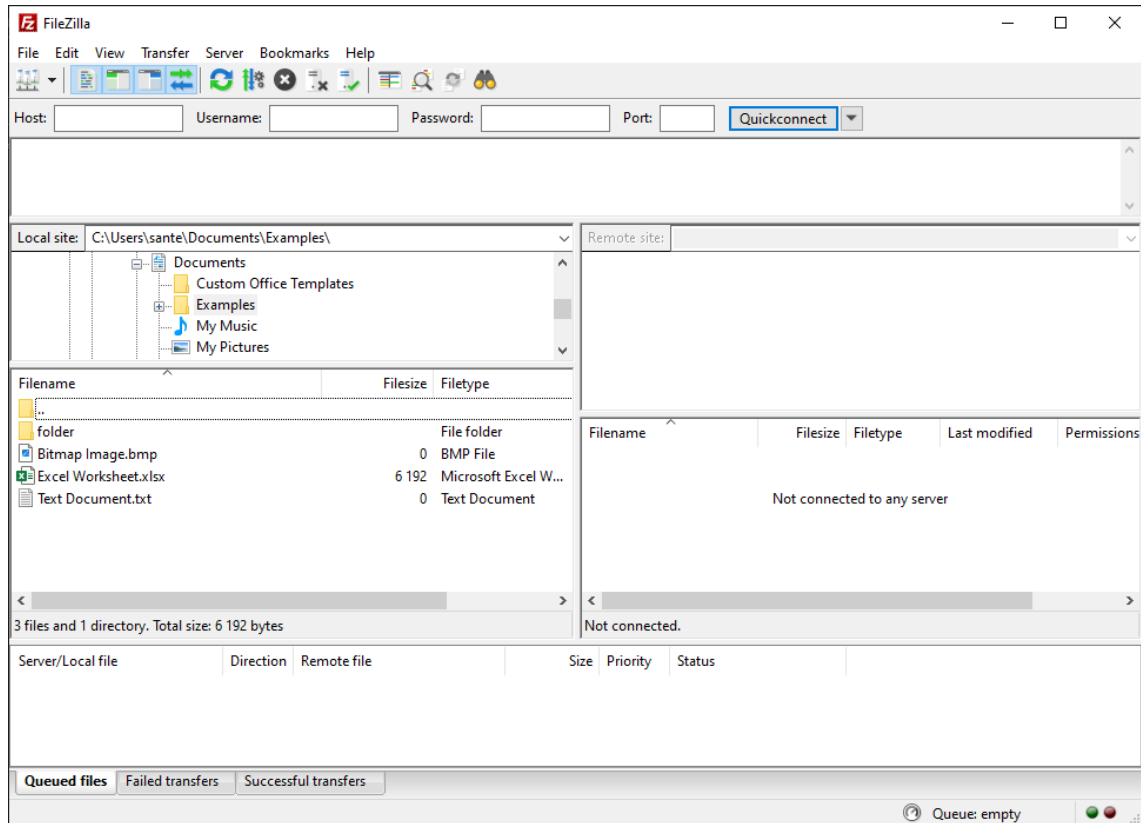 FileZilla
File Edit View Transfer Server Bookmarks Help
Host: Username: Password: Port: Quickconnect
Local site: C:\Users\sante\Documents\Examples\
Remote site:
Documents
Custom Office Templates
Examples
My Music
My Pictures
Filename Filesize Filetype
..
folder File folder
Bitmap Image.bmp 0 BMP File
Excel Worksheet.xlsx 6 192 Microsoft Excel W...
Text Document.txt 0 Text Document
3 files and 1 directory. Total size: 6 192 bytes
Filename Filesize Filetype Last modified Permissions
Not connected to any server
Not connected.
Server/Local file Direction Remote file Size Priority Status
Queued files Failed transfers Successful transfers
Queue: empty